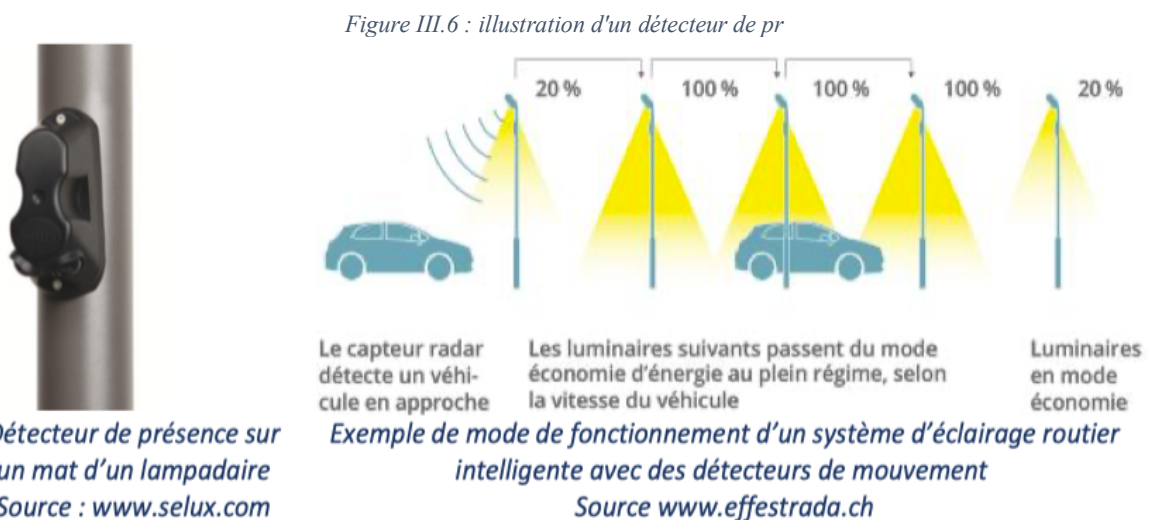 Figure III.6 : illustration d'un détecteur de pr
20 % 100 % 100 % 100 % 20 %
Le capteur radar
détecte un véhi-
cule en approche
Les luminaires suivants passent du mode
économie d'énergie au plein régime, selon
la vitesse du véhicule
Luminaires
en mode
économie
Détecteur de présence sur
un mat d'un lampadaire
Source : www.selux.com
Exemple de mode de fonctionnement d'un système d'éclairage routier
intelligente avec des détecteurs de mouvement
Source www.effestrada.ch